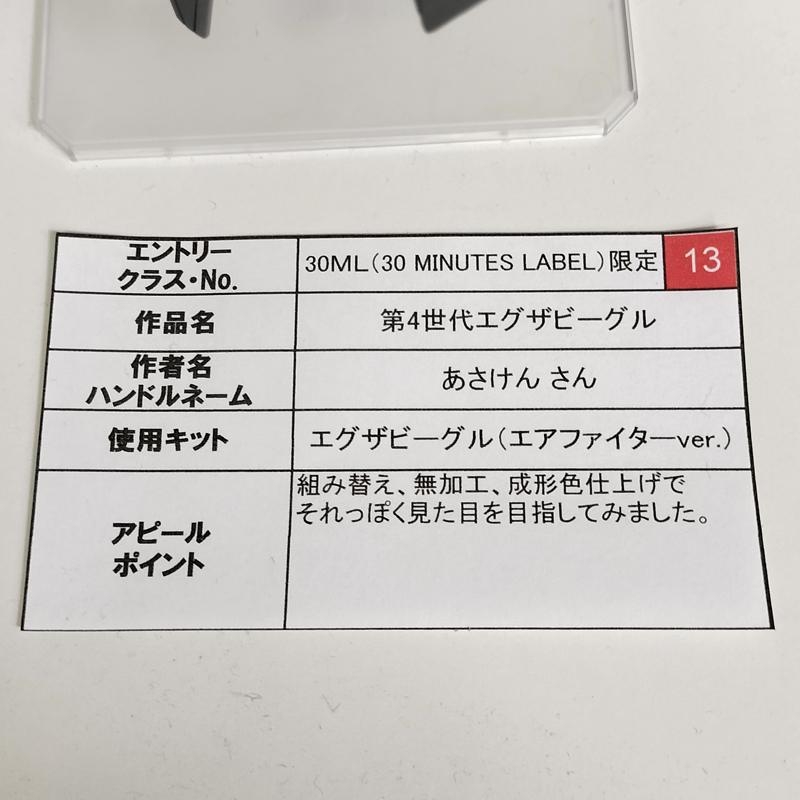 エントリー
クラス・No.
30ML（30 MINUTES LABEL）限定 13
作品名
第4世代エグザビーグル
作者名
ハンドルネーム
あさけん さん
使用キット
エグザビーグル（エアファイターver.）
アピール
ポイント
組み替え、無加工、成形色仕上げで
それっぽく見た目を目指してみました。